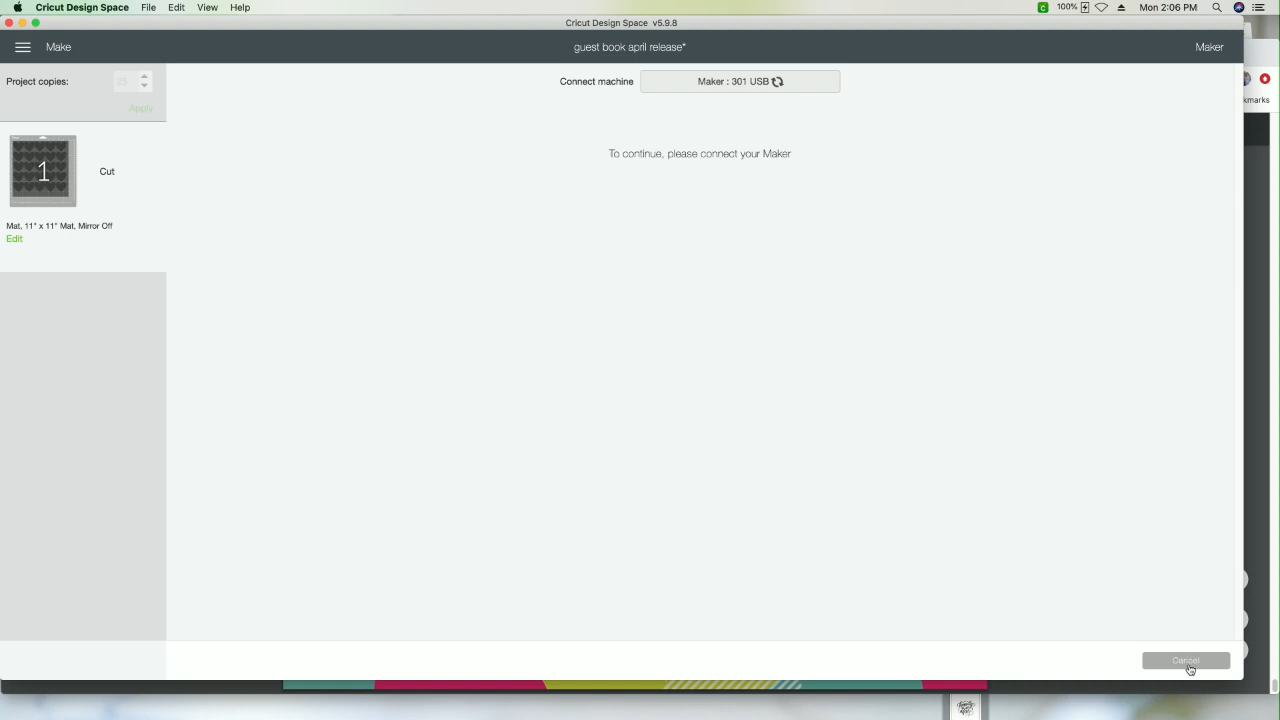 Cricut Design Space File Edit View Help
100% Mon 2:06 PM
Cricut Design Space v5.9.8
Make
guest book april release*
Maker
Project copies: 25
Apply
Connect machine
Maker : 301 USB
To continue, please connect your Maker
kmarks
1
Cut
Mat, 11" x 11" Mat, Mirror Off
Edit
Cancel